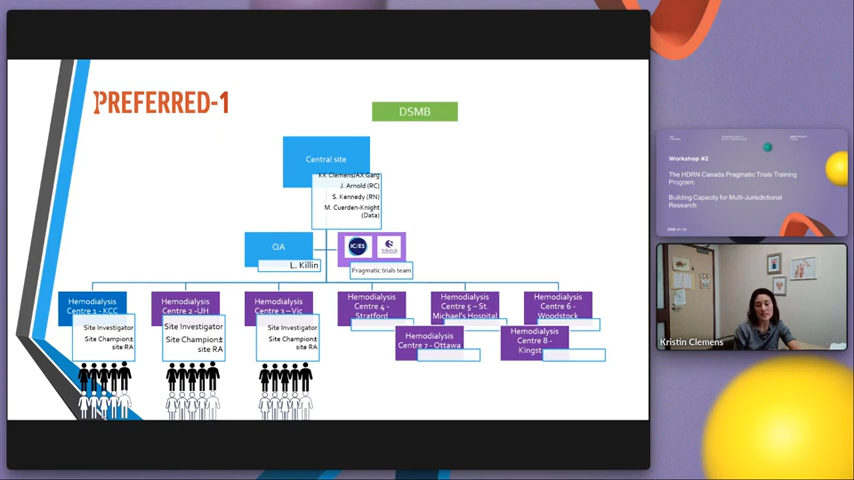 PREFERRED-1
DSMB
Central site
KK Clemens/AX Garg
J. Arnold (RC)
S. Kennedy (RN)
M. Cuerden-Knight
(Data)
QA
L. Killin
IC/ES
Pragmatic trials team
Hemodialysis
Centre 1 - KCC
Site Investigator
Site Champion±
site RA
Hemodialysis
Centre 2 -UH
Site Investigator
Site Champion±
site RA
Hemodialysis
Centre 3 – Vic
Site Investigator
Site Champion±
site RA
Hemodialysis
Centre 4 -
Stratford
Hemodialysis
Centre 5 – St.
Michael's Hospital
Hemodialysis
Centre 6 -
Woodstock
Hemodialysis
Centre 7 - Ottawa
Hemodialysis
Centre 8 -
Kingst
Workshop #2
The HDRN Canada Pragmatic Trials Training
Program:
Building Capacity for Multi-Jurisdictional
Research
Kristin Clemens